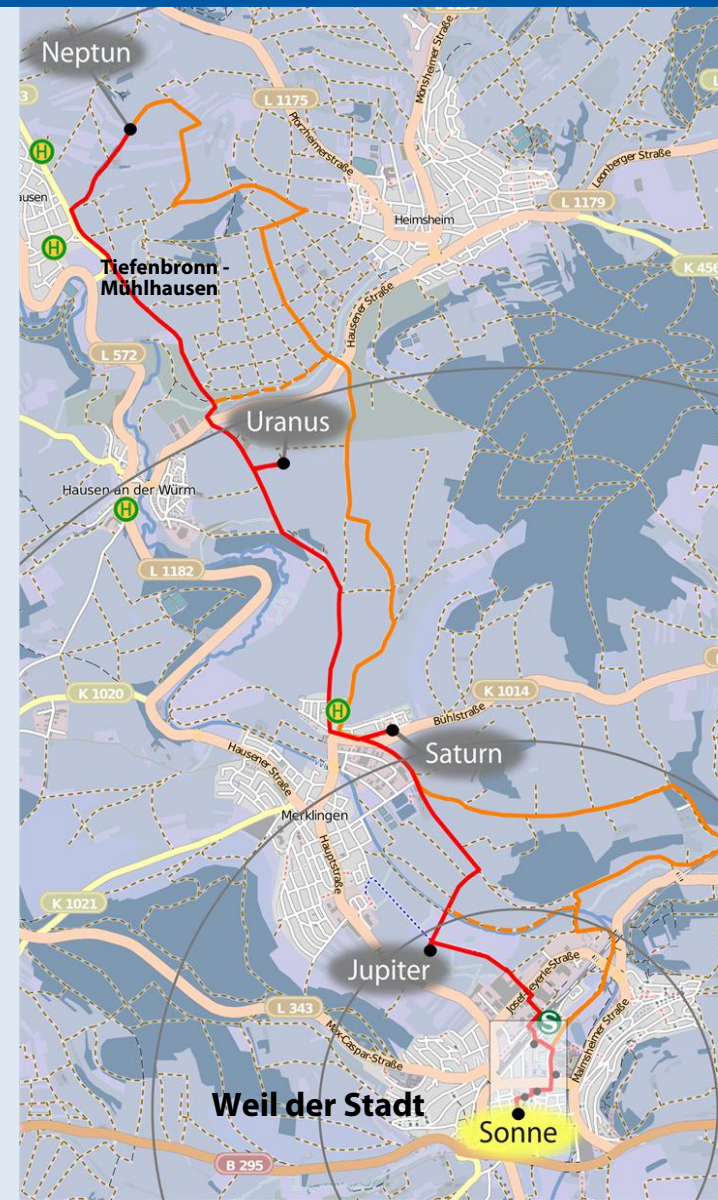 Neptun
L 1175
Mönsheimer Straße
Pforzheimerstraße
Leonberger Straße
H
L 1179
ausen
Heimsheim
H
K 456
Tiefenbronn -
Mühlhausen
Hausener Straße
L 572
Uranus
Hausen an der Würm
H
L 1182
K 1020
K 1014
H
Bühlstraße
Saturn
Hausener Straße
Merklingen
Hauptstraße
K 1021
Jupiter
Josef-Beyerle-Straße
L 343
S
Malmsheimer Straße
Max-Caspar-Straße
Weil der Stadt
Sonne
B 295